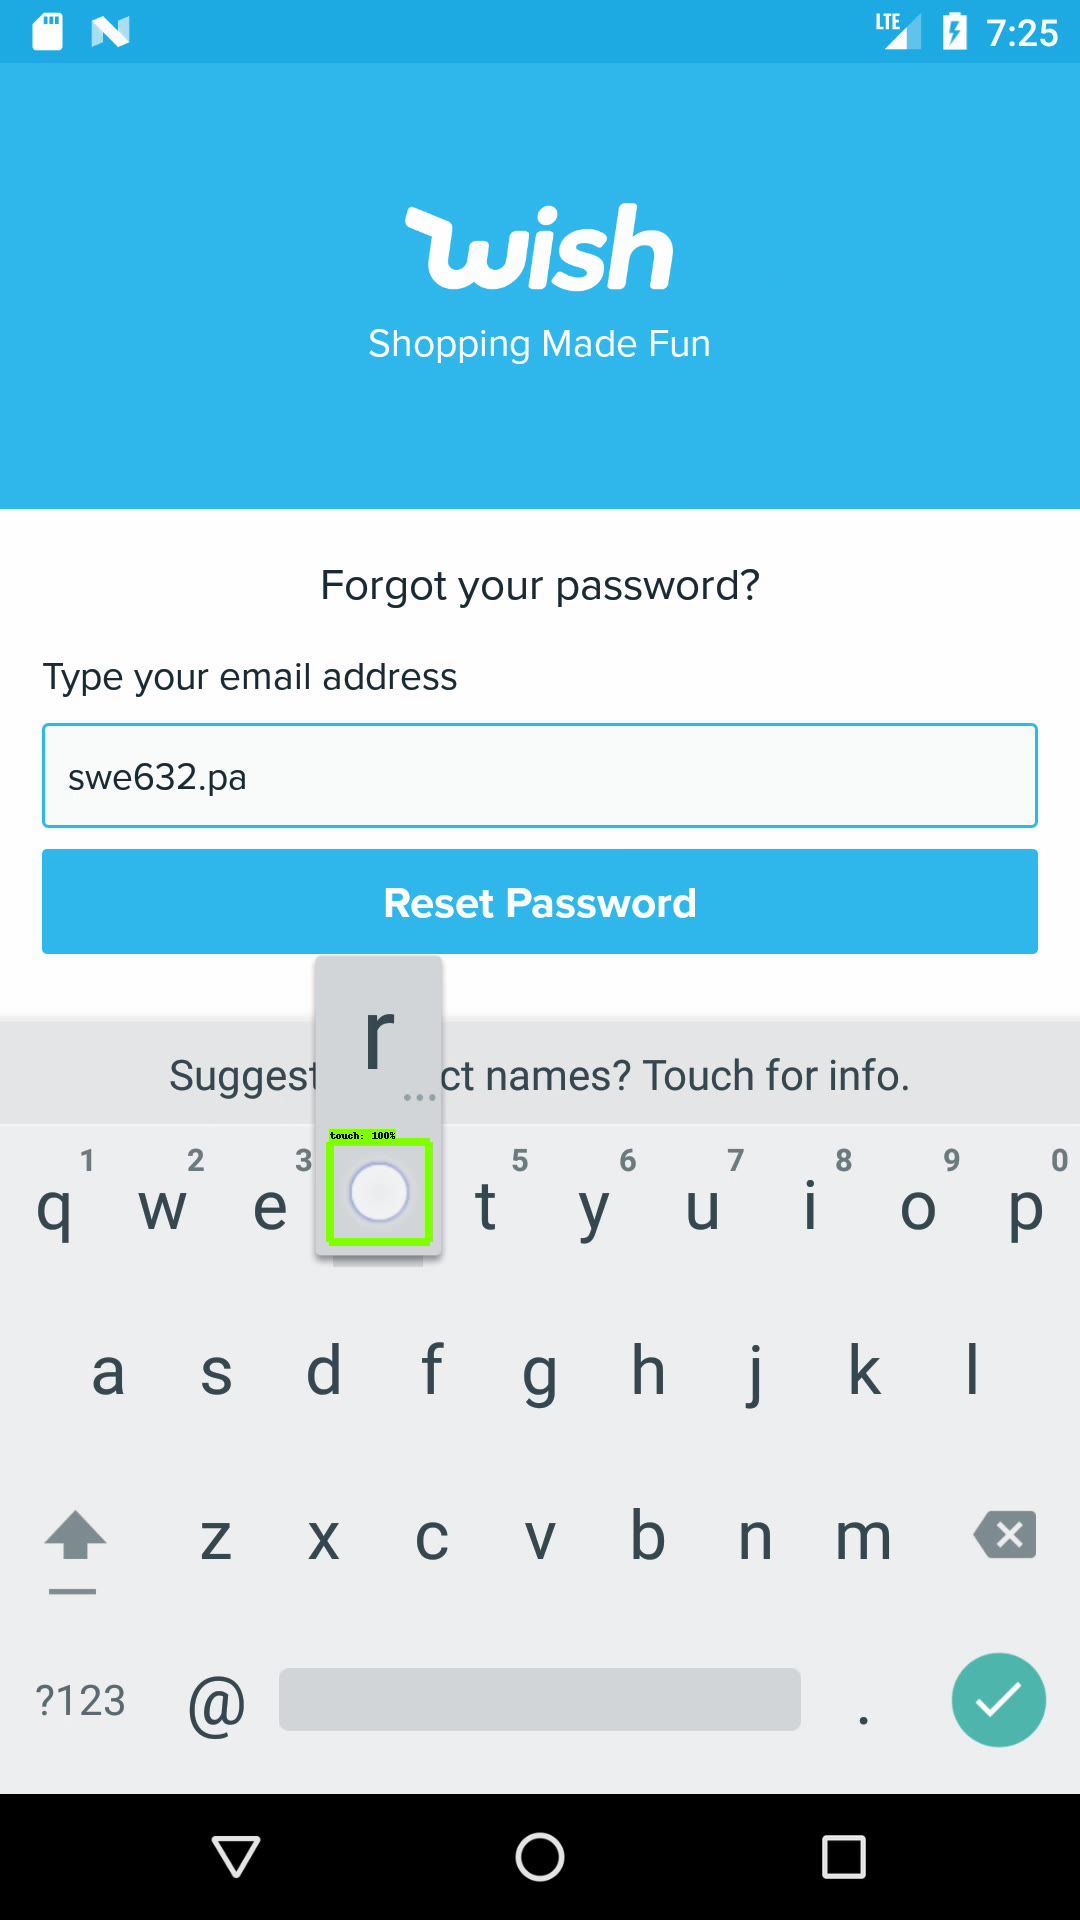 LTE 7:25
wish
Shopping Made Fun
Forgot your password?
Type your email address
swe632.pa
Reset Password
r
...
Suggest ct names? Touch for info.
touch: 100%
1 2 3 5 6 7 8 9 0
q w e t y u i o p
a s d f g h j k l
z x c v b n m
?123 @ .